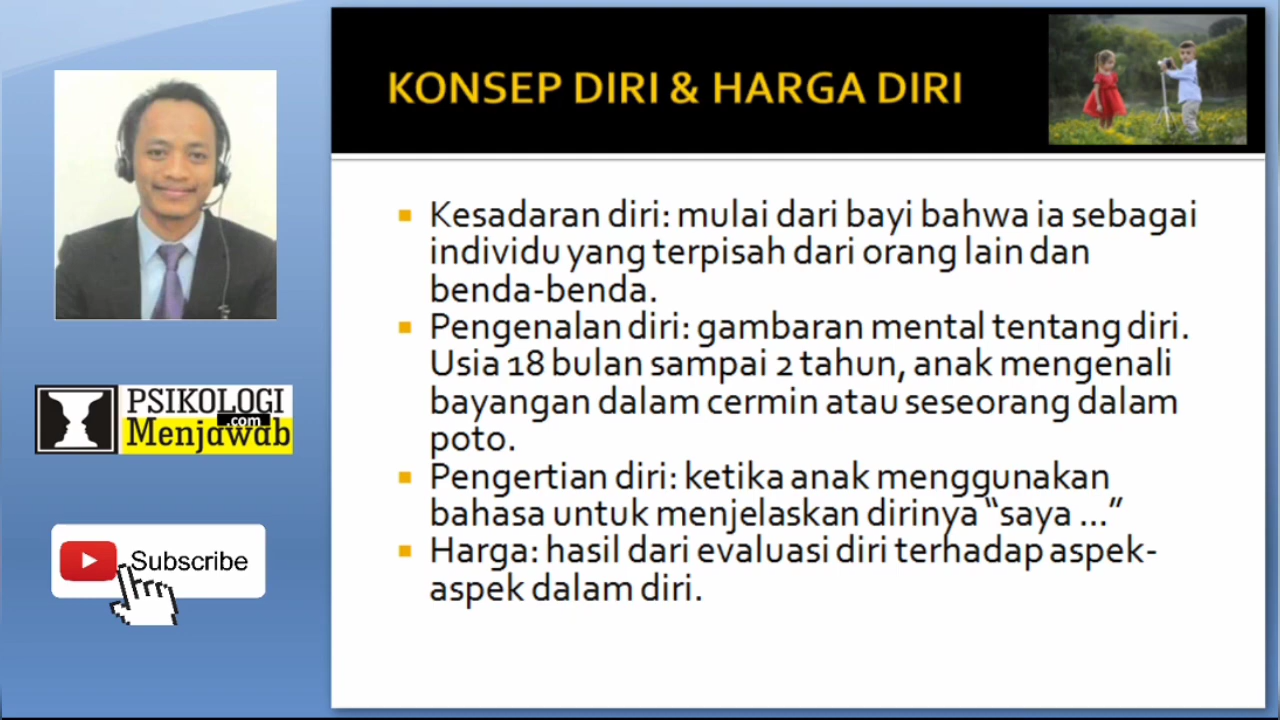 KONSEP DIRI & HARGA DIRI
Kesadaran diri: mulai dari bayi bahwa ia sebagai
individu yang terpisah dari orang lain dan
benda-benda.
Pengenalan diri: gambaran mental tentang diri.
Usia 18 bulan sampai 2 tahun, anak mengenali
bayangan dalam cermin atau seseorang dalam
poto.
Pengertian diri: ketika anak menggunakan
bahasa untuk menjelaskan dirinya “saya ...”
Harga: hasil dari evaluasi diri terhadap aspek-
aspek dalam diri.
PSIKOLOGI
.com
Menjawab
Subscribe